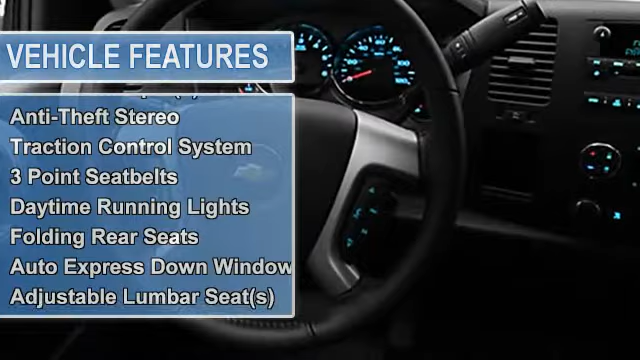 VEHICLE FEATURES
Anti-Theft Stereo
Traction Control System
3 Point Seatbelts
Daytime Running Lights
Folding Rear Seats
Auto Express Down Window
Adjustable Lumbar Seat(s)